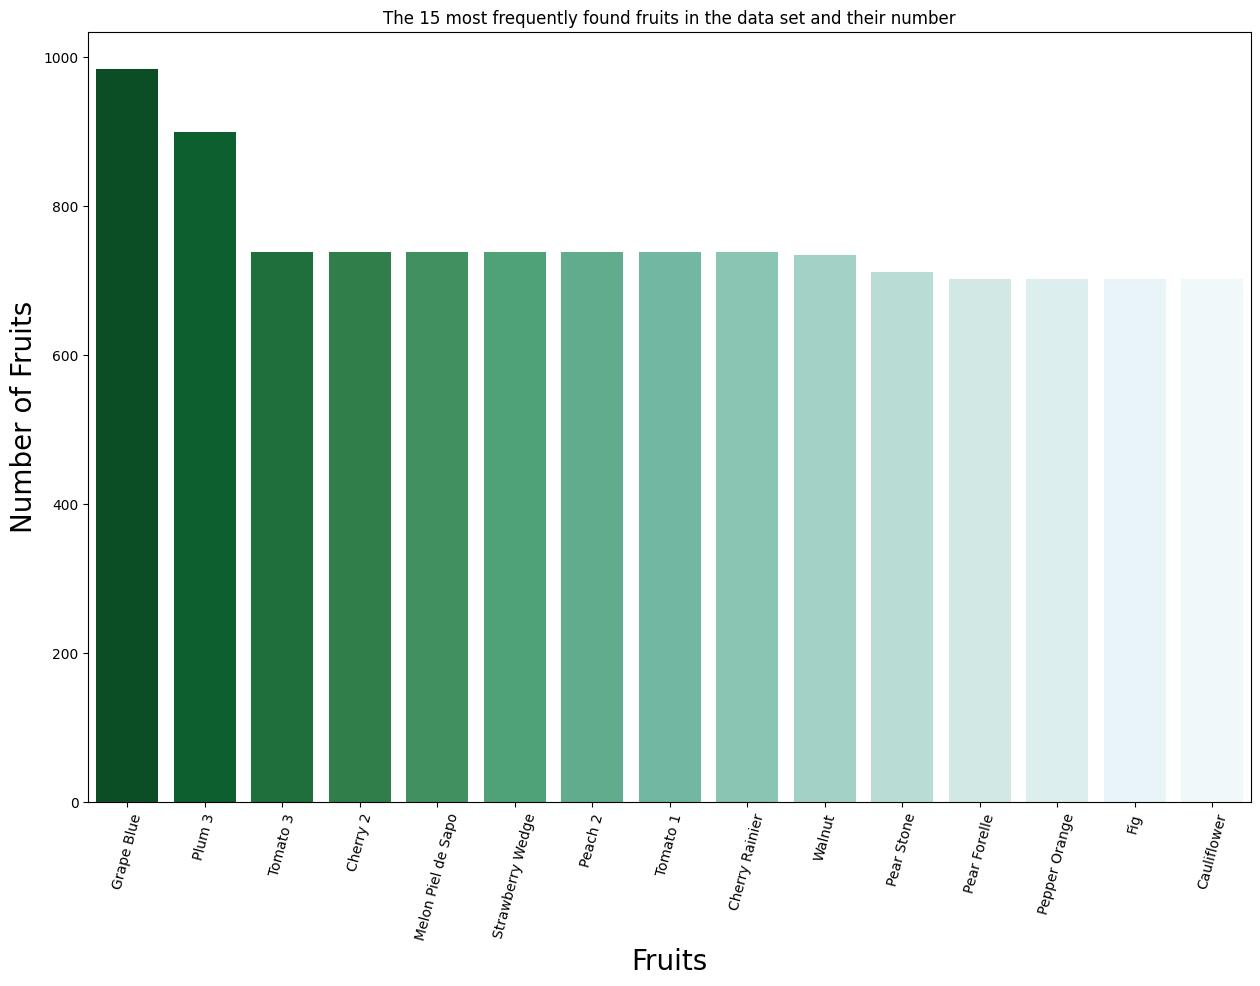 The 15 most frequently found fruits in the data set and their number
Number of Fruits
1000
800
600
400
200
0
Grape Blue
Plum 3
Tomato 3
Cherry 2
Melon Piel de Sapo
Strawberry Wedge
Peach 2
Tomato 1
Cherry Rainier
Walnut
Pear Stone
Pear Forelle
Pepper Orange
Fig
Cauliflower
Fruits